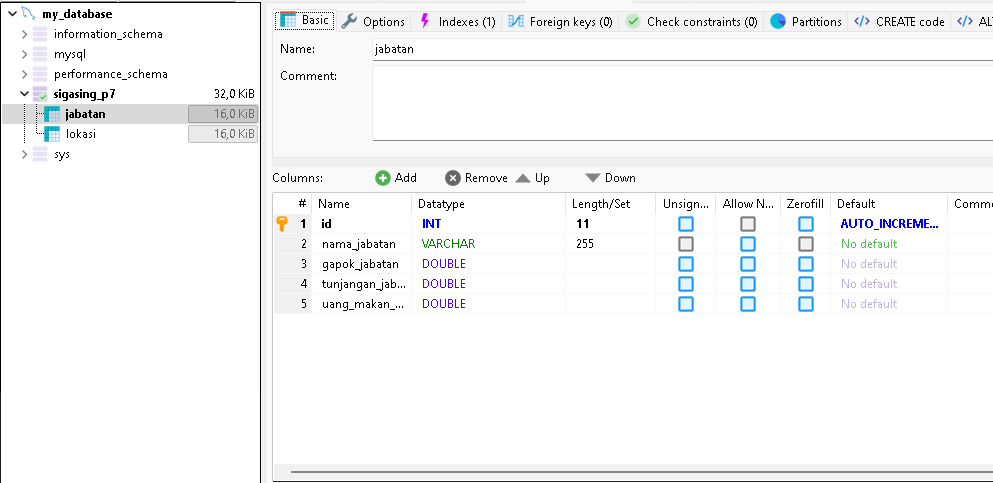 my_database
information_schema
mysql
performance_schema
sigasing_p7 32,0 KiB
jabatan 16,0 KiB
lokasi 16,0 KiB
sys
Basic Options Indexes (1) Foreign keys (0) Check constraints (0) Partitions CREATE code AL
Name: jabatan
Comment:
Columns: Add Remove Up Down
# Name Datatype Length/Set Unsign... Allow N... Zerofill Default Comme
1 id INT 11 AUTO_INCREME...
2 nama_jabatan VARCHAR 255 No default
3 gapok_jabatan DOUBLE No default
4 tunjangan_jab... DOUBLE No default
5 uang_makan_... DOUBLE No default